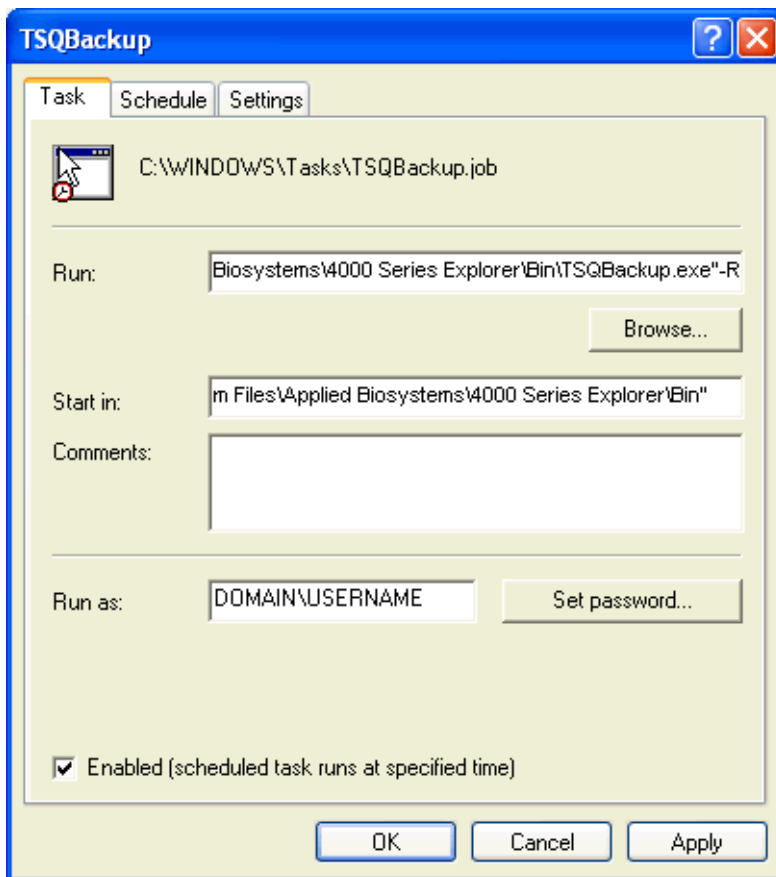 TSQBackup
Task Schedule Settings
C:\WINDOWS\Tasks\TSQBackup.job
Run: Biosystems\4000 Series Explorer\Bin\TSQBackup.exe"-R
Browse...
Start in: m Files\Applied Biosystems\4000 Series Explorer\Bin"
Comments:
Run as: DOMAIN\USERNAME Set password...
Enabled (scheduled task runs at specified time)
OK Cancel Apply